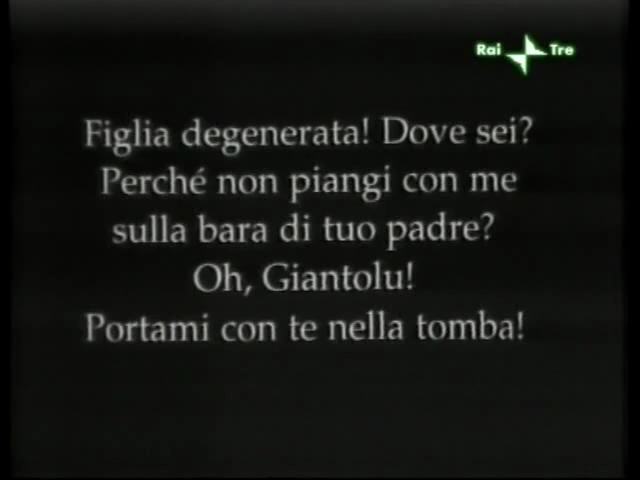 Rai Tre
Figlia degenerata! Dove sei?
Perché non piangi con me
sulla bara di tuo padre?
Oh, Giantolu!
Portami con te nella tomba!